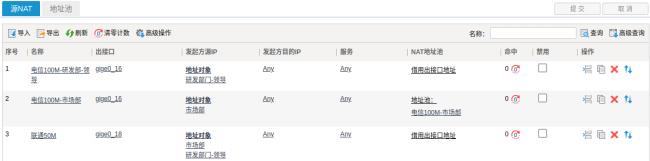 源NAT 地址池 提 交 取 消
导入 导出 刷新 清零计数 高级操作 名称: 查询 高级查询
序号 名称 出接口 发起方源IP 发起方目的IP 服务 NAT地址池 命中 禁用 操作
1 电信100M-研发部-领导 gige0_16 地址对象 研发部门-领导 Any Any 借用出接口地址 0
2 电信100M-市场部 gige0_16 地址对象 市场部 Any Any 地址池: 电信100M-市场部 0
3 联通50M gige0_18 地址对象 市场部 研发部门-领导 Any Any 借用出接口地址 0